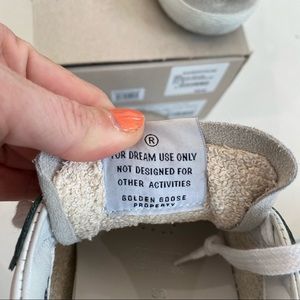 ®
FOR DREAM USE ONLY
NOT DESIGNED FOR
OTHER ACTIVITIES
GOLDEN GOOSE
PROPERTY